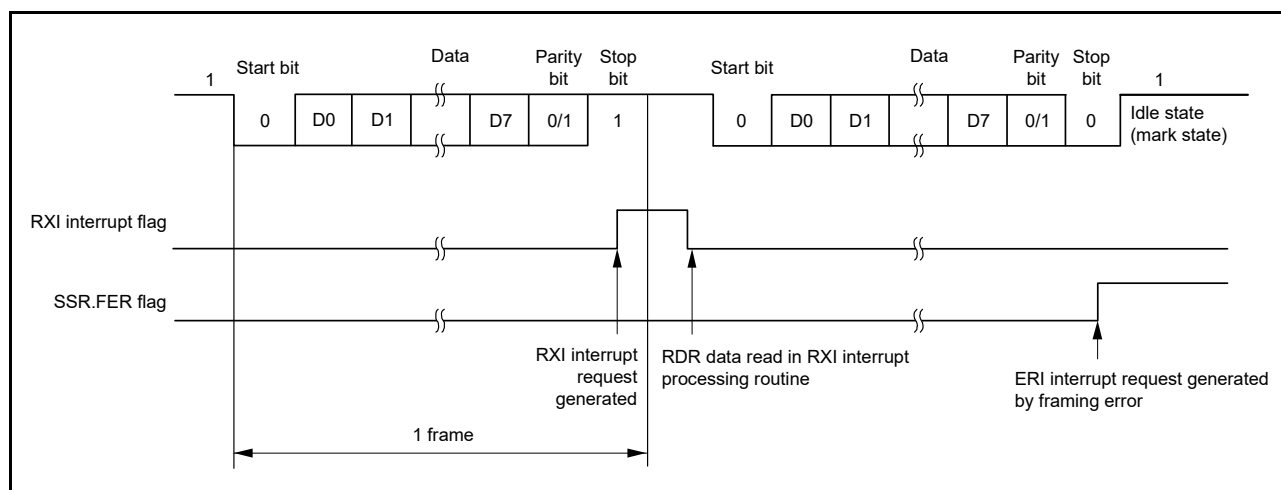 Start bit Data Parity bit Stop bit Start bit Data Parity bit Stop bit
1 1
0 D0 D1 D7 0/1 1 0 D0 D1 D7 0/1 0 Idle state (mark state)
RXI interrupt flag
SSR.FER flag
RXI interrupt request generated
RDR data read in RXI interrupt processing routine
ERI interrupt request generated by framing error
1 frame